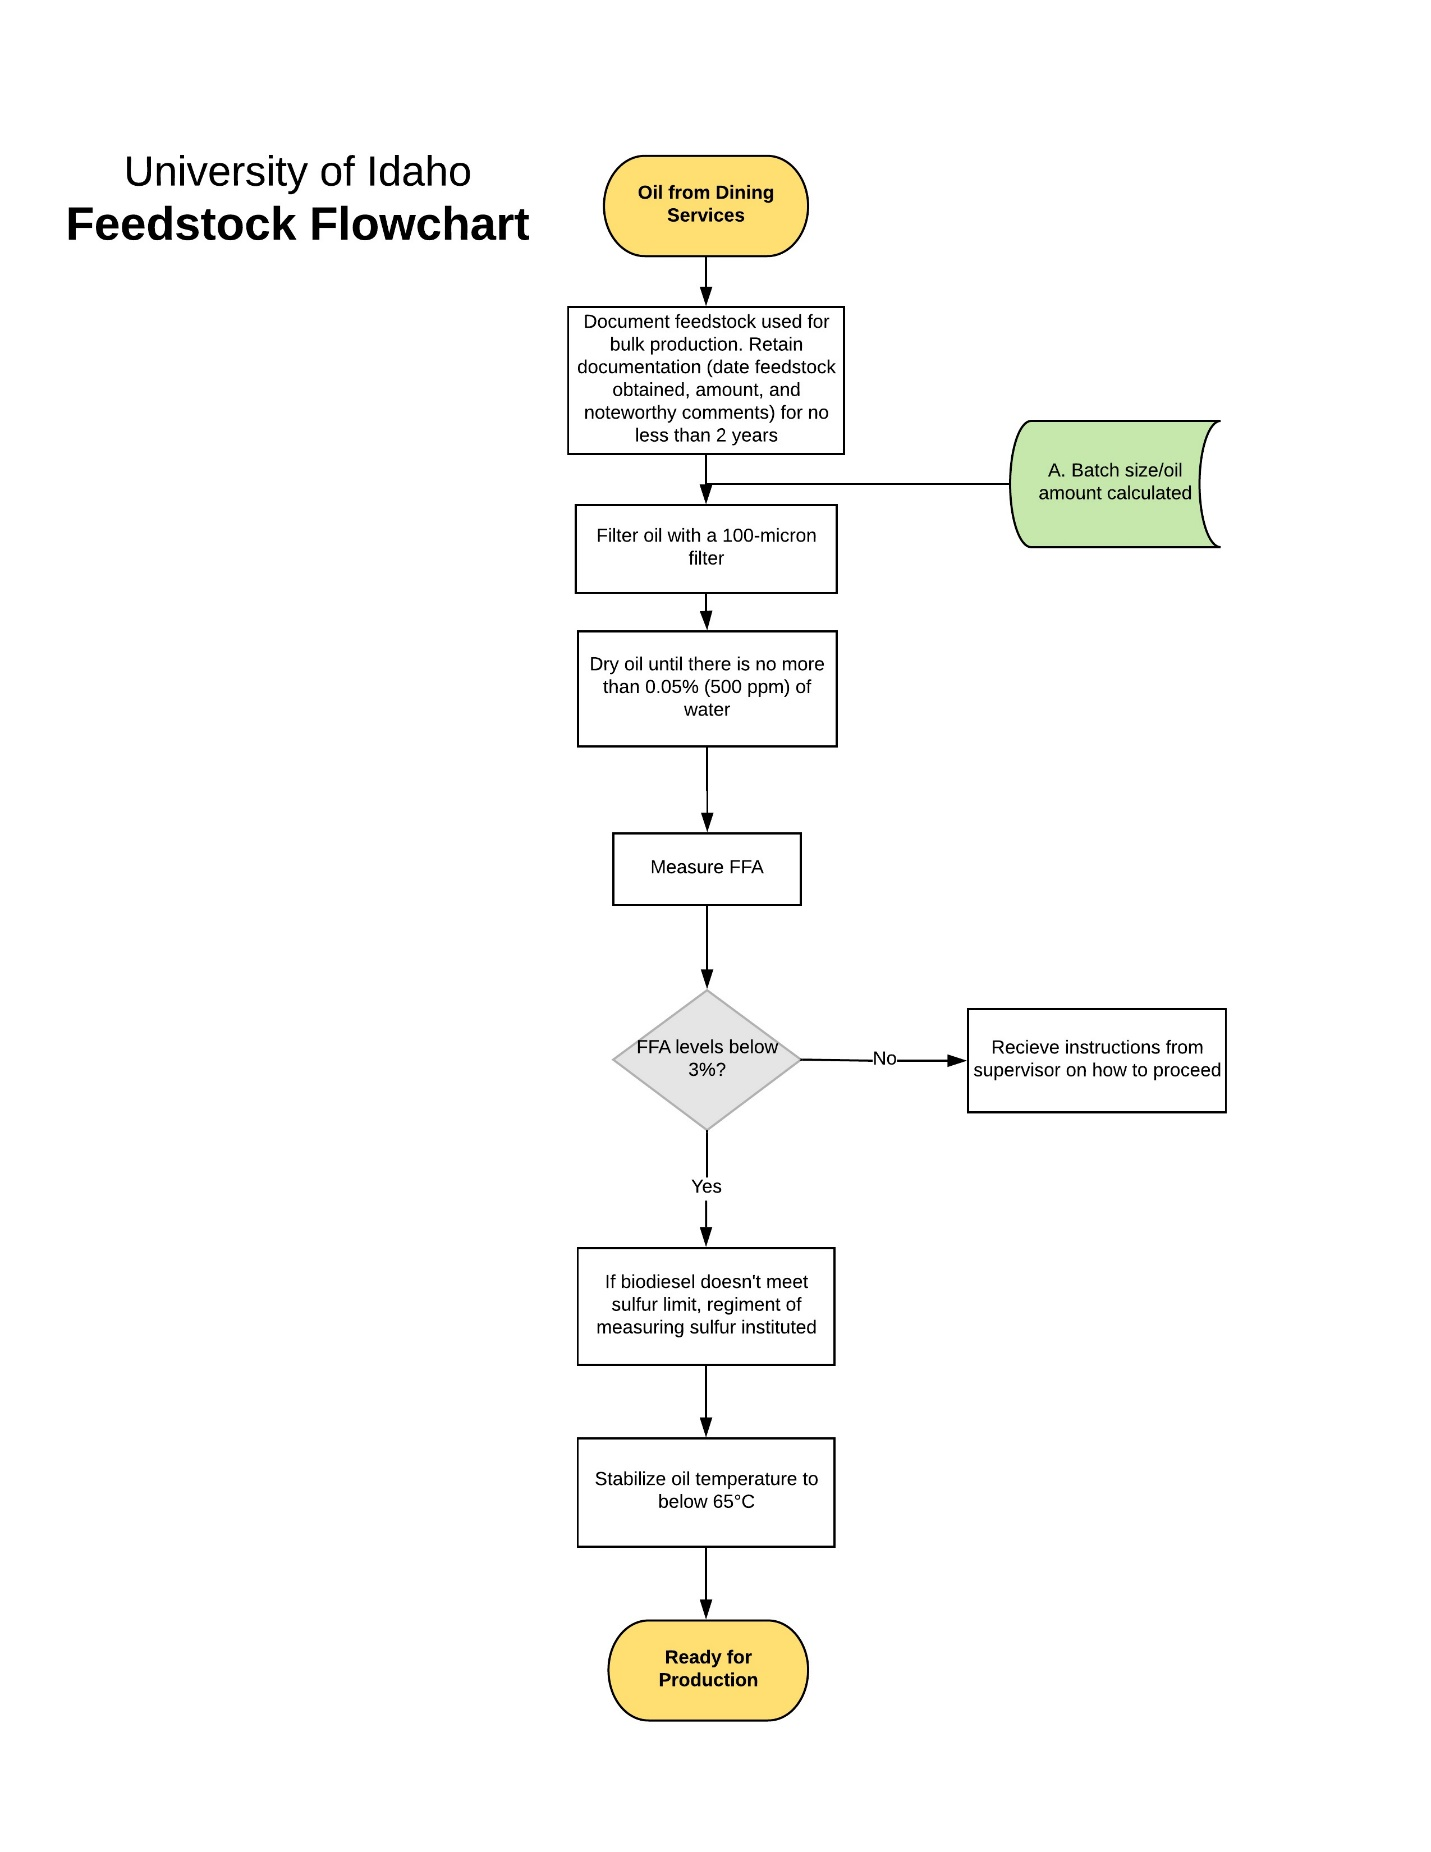 University of Idaho
Feedstock Flowchart
Oil from Dining
Services
Document feedstock used for
bulk production. Retain
documentation (date feedstock
obtained, amount, and
noteworthy comments) for no
less than 2 years
A. Batch size/oil
amount calculated
Filter oil with a 100-micron
filter
Dry oil until there is no more
than 0.05% (500 ppm) of
water
Measure FFA
FFA levels below
3%?
No
Recieve instructions from
supervisor on how to proceed
Yes
If biodiesel doesn't meet
sulfur limit, regiment of
measuring sulfur instituted
Stabilize oil temperature to
below 65°C
Ready for
Production